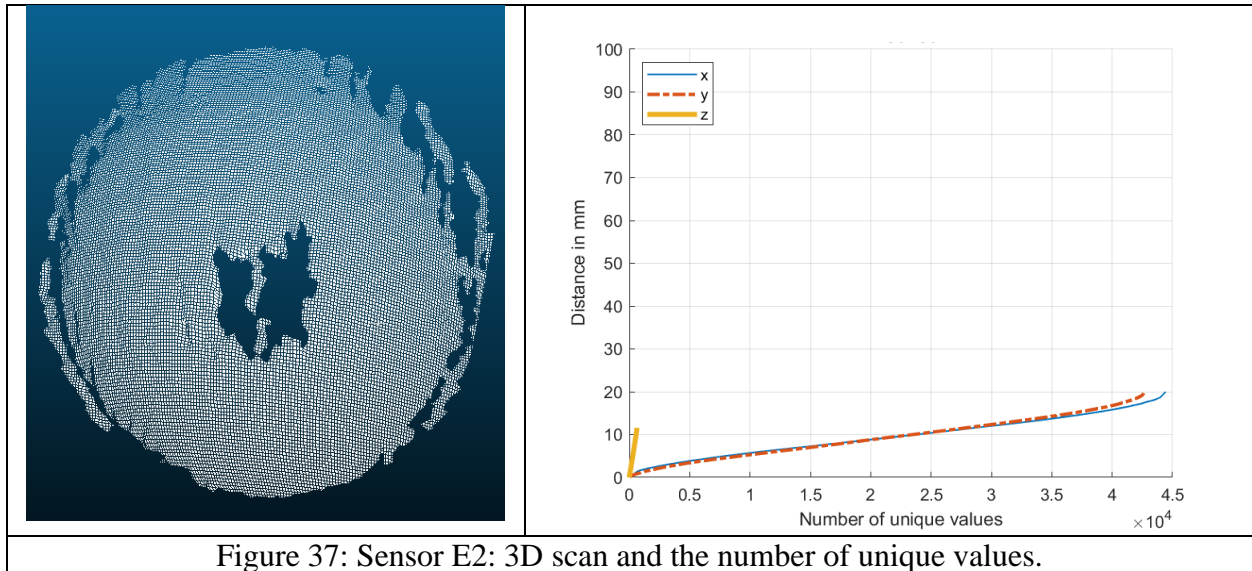 100
90
80
70
60
50
40
30
20
10
0
x
y
z
Distance in mm
0 0.5 1 1.5 2 2.5 3 3.5 4 4.5
Number of unique values
×10⁴
Figure 37: Sensor E2: 3D scan and the number of unique values.